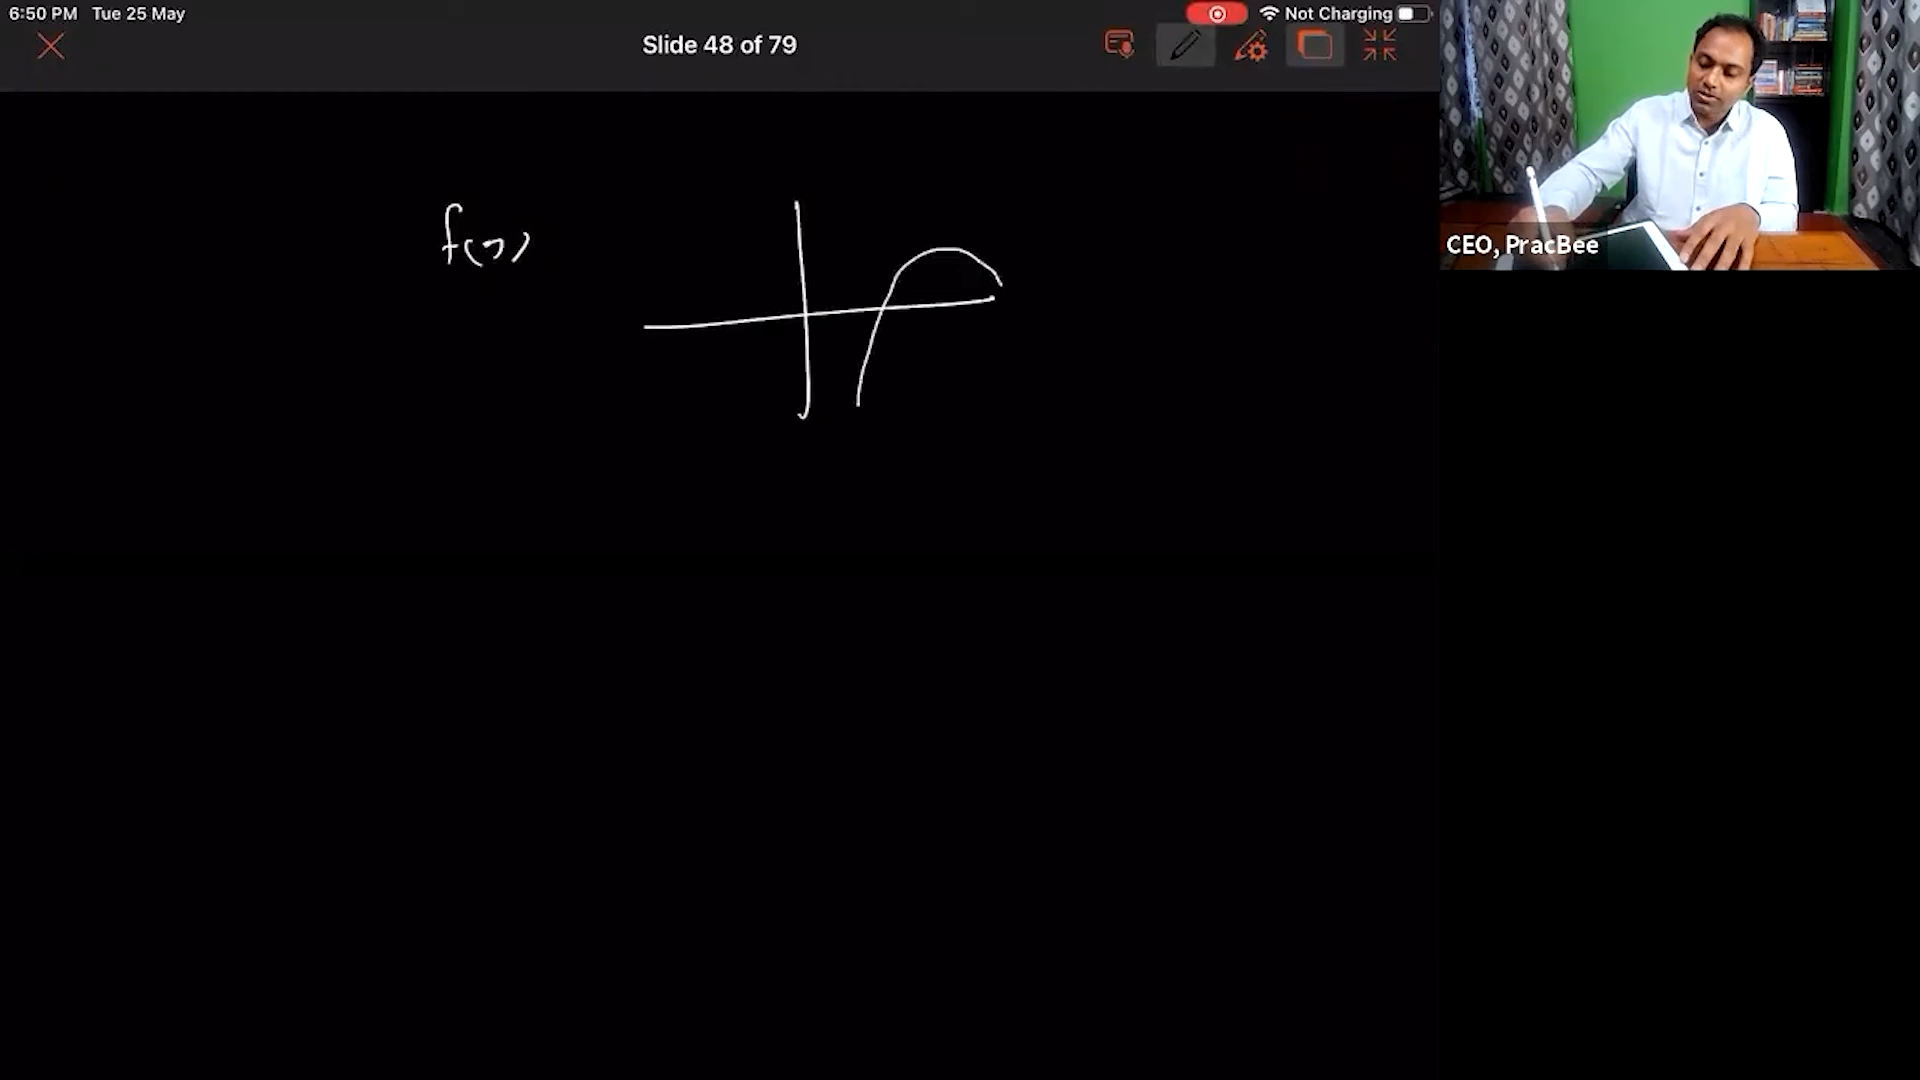 6:50 PM Tue 25 May
Not Charging
Slide 48 of 79
CEO, PracBee